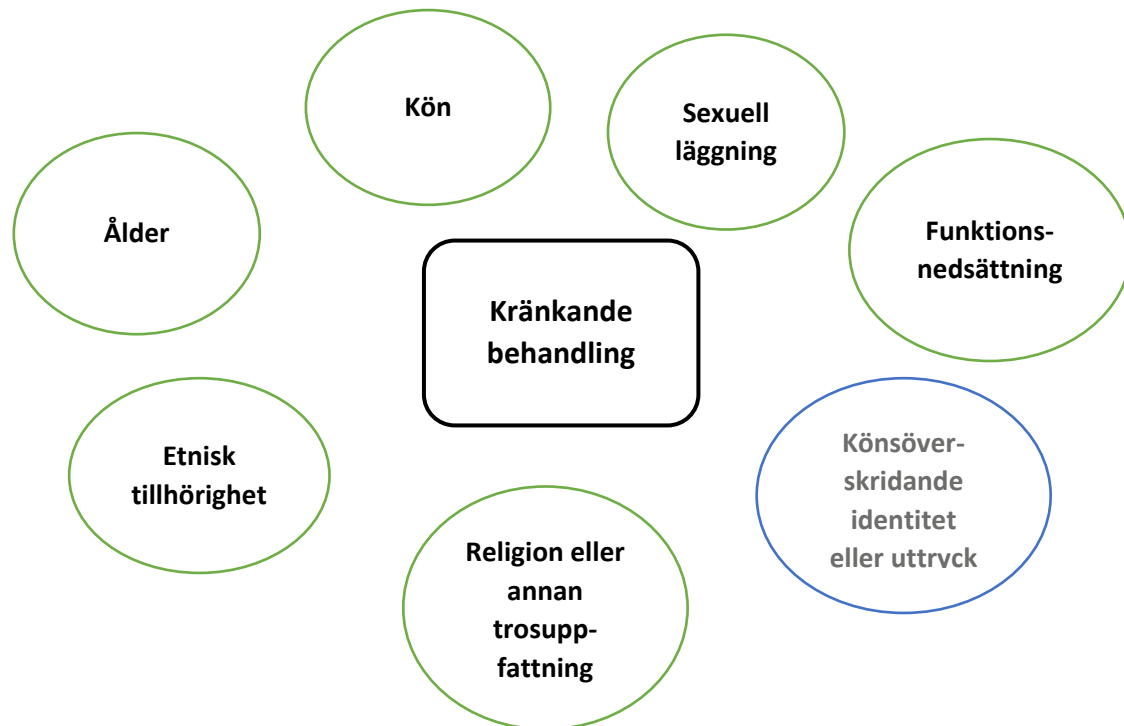 Kön
Sexuell
läggning
Ålder
Funktions-
nedsättning
Kränkande
behandling
Etnisk
tillhörighet
Könsöver-
skridande
identitet
eller uttryck
Religion eller
annan
trosupp-
fattning